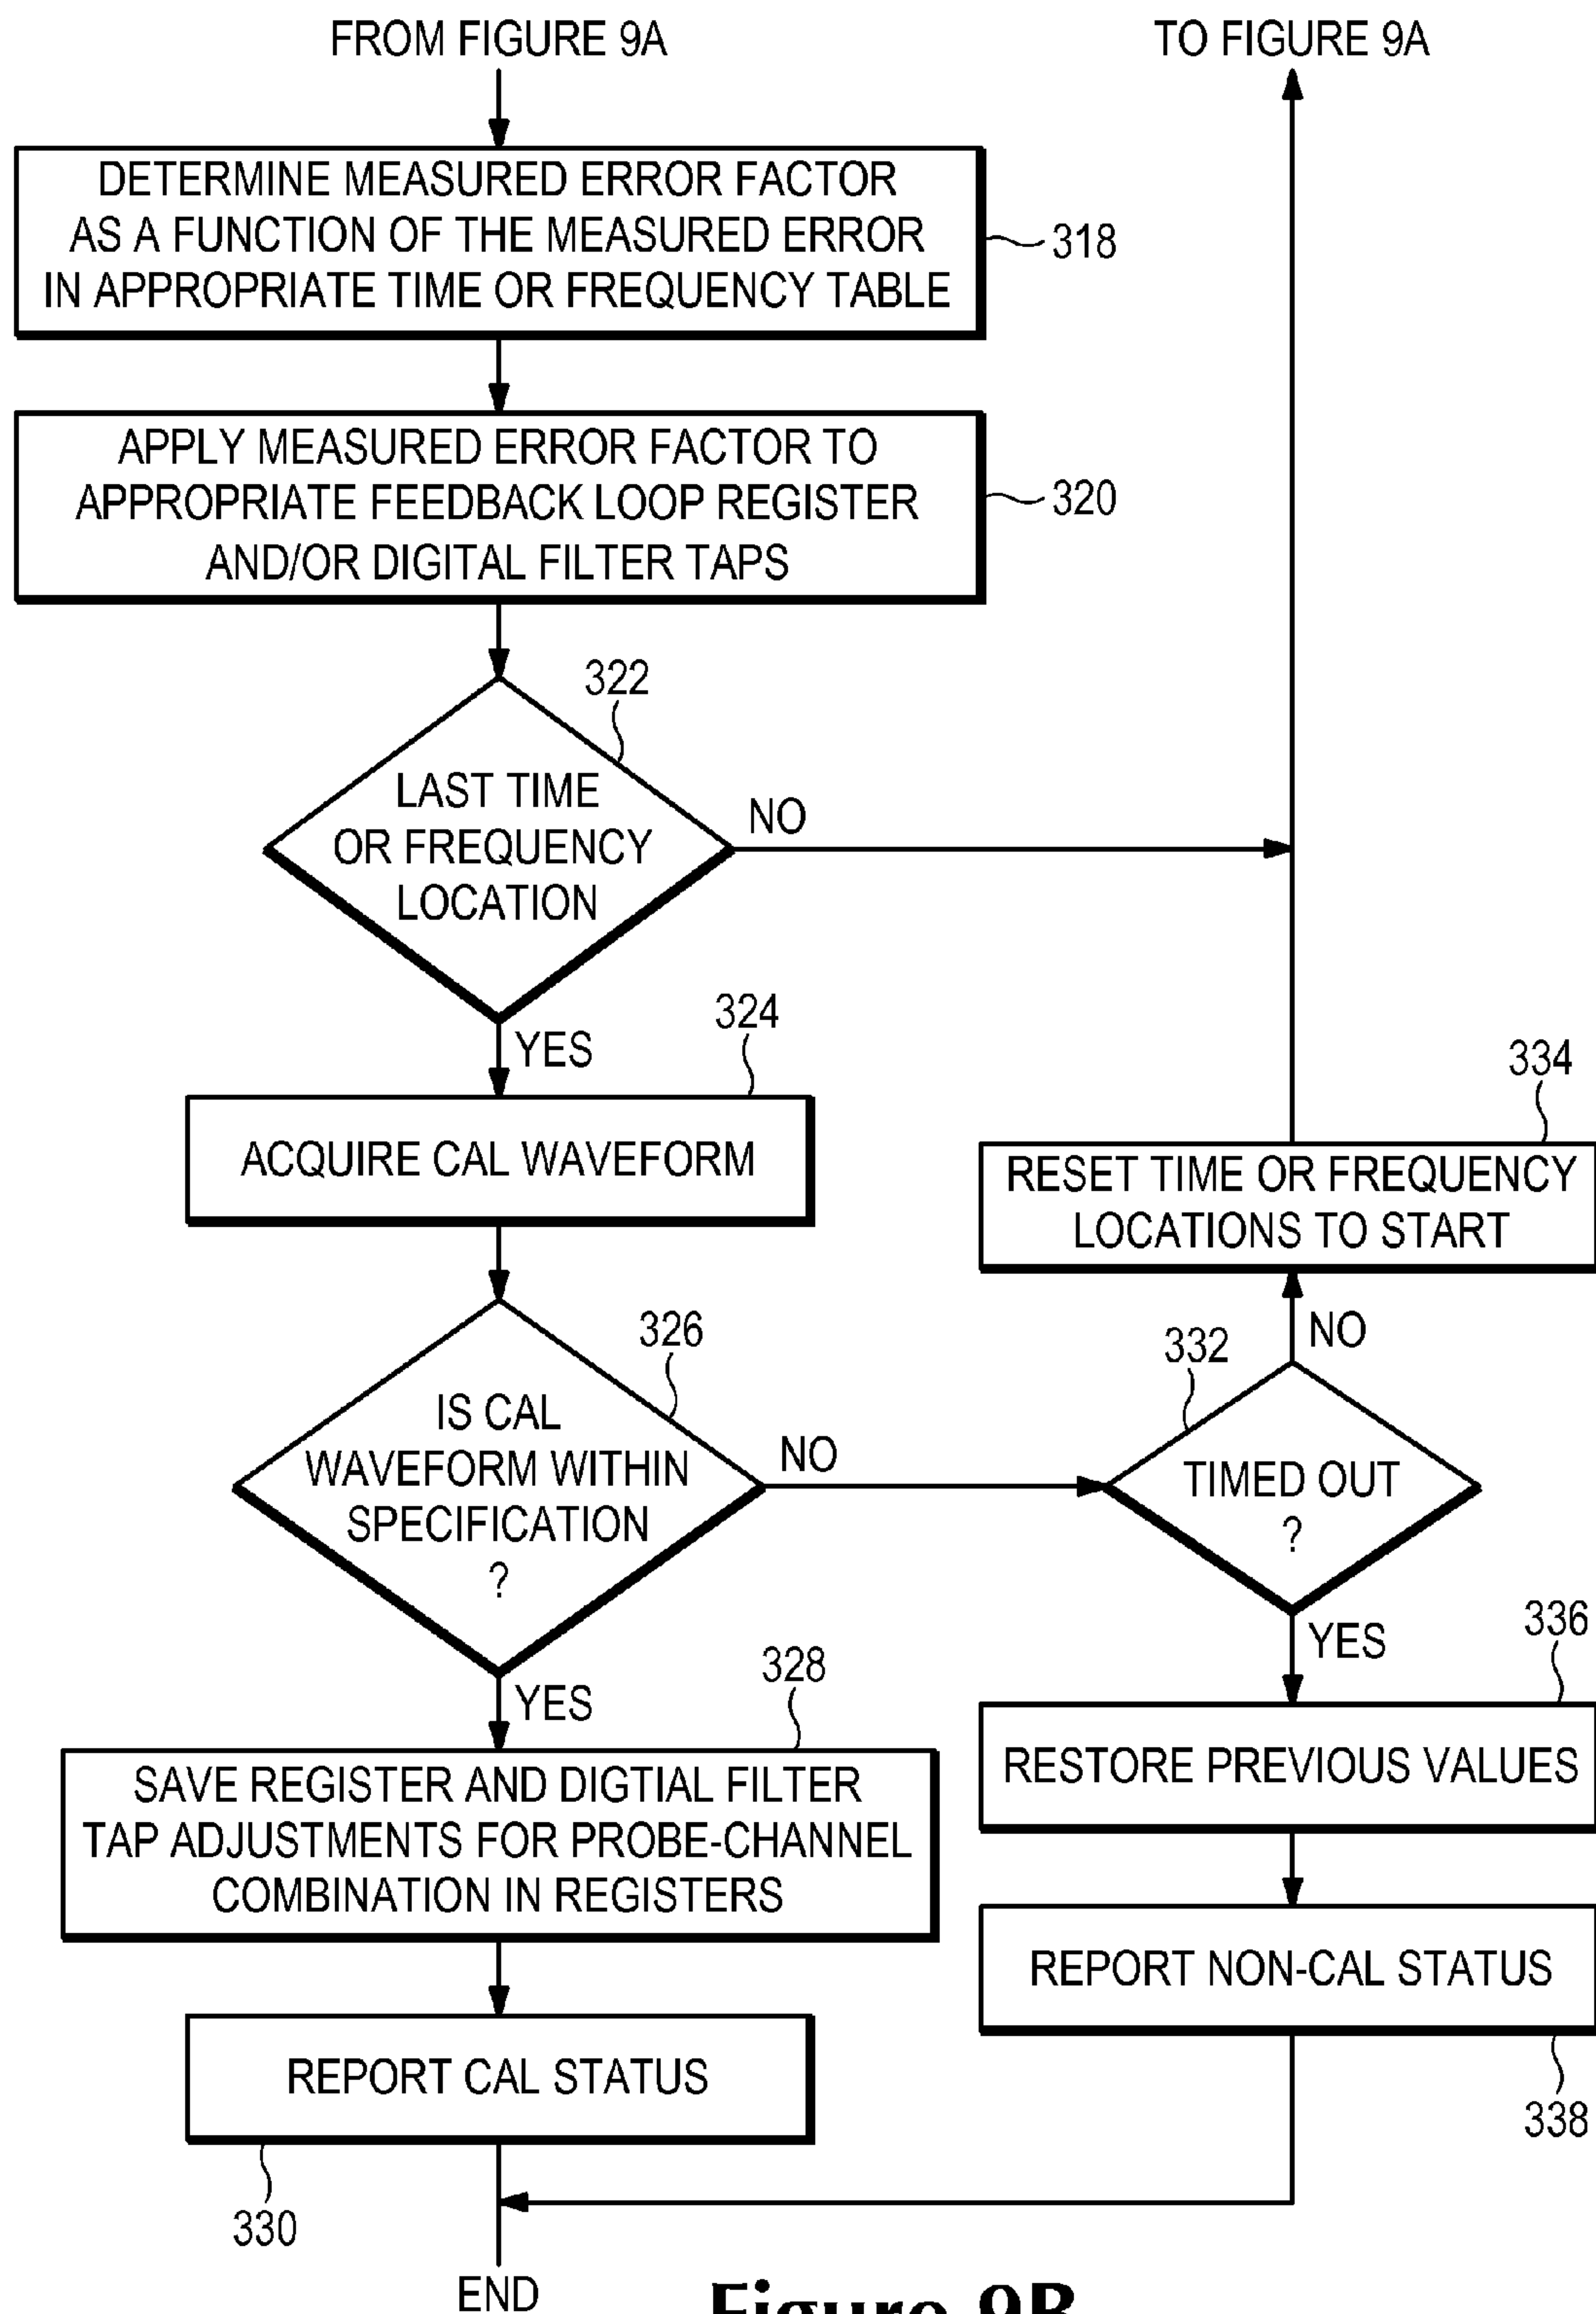 FROM FIGURE 9A
TO FIGURE 9A
DETERMINE MEASURED ERROR FACTOR
AS A FUNCTION OF THE MEASURED ERROR
IN APPROPRIATE TIME OR FREQUENCY TABLE
318
APPLY MEASURED ERROR FACTOR TO
APPROPRIATE FEEDBACK LOOP REGISTER
AND/OR DIGITAL FILTER TAPS
320
322
LAST TIME
OR FREQUENCY
LOCATION
NO
YES
324
ACQUIRE CAL WAVEFORM
334
RESET TIME OR FREQUENCY
LOCATIONS TO START
326
IS CAL
WAVEFORM WITHIN
SPECIFICATION
?
NO
332
NO
TIMED OUT
?
YES
YES
328
SAVE REGISTER AND DIGTIAL FILTER
TAP ADJUSTMENTS FOR PROBE-CHANNEL
COMBINATION IN REGISTERS
336
RESTORE PREVIOUS VALUES
REPORT NON-CAL STATUS
338
REPORT CAL STATUS
330
END
Figure 9B